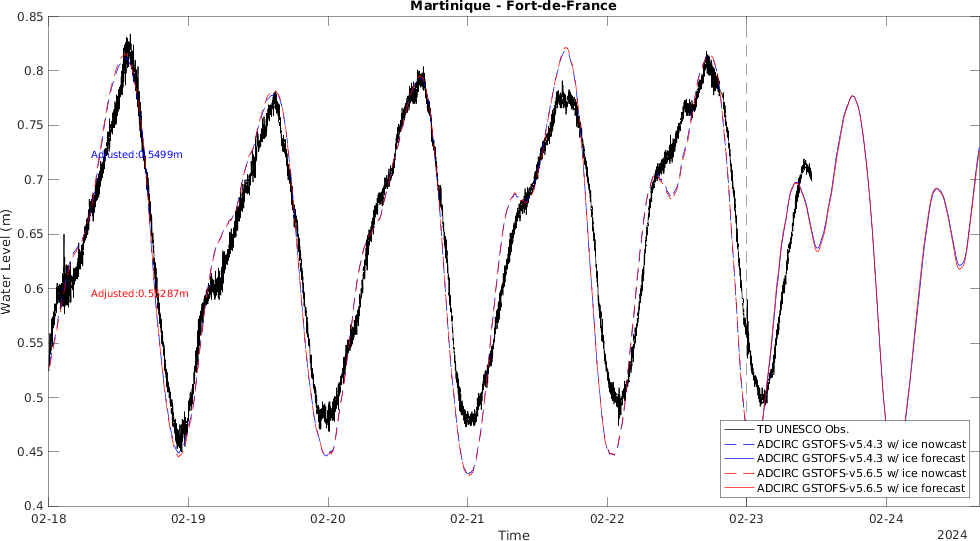 Martinique - Fort-de-France
Water Level (m)
0.85
0.8
0.75
0.7
0.65
0.6
0.55
0.5
0.45
0.4
Adjusted:0.5499m
TD UNESCO Obs.
ADCIRC GSTOFS-v5.4.3 w/ ice nowcast
ADCIRC GSTOFS-v5.4.3 w/ ice forecast
ADCIRC GSTOFS-v5.6.5 w/ ice nowcast
ADCIRC GSTOFS-v5.6.5 w/ ice forecast
02-18
02-19
02-20
02-21
02-22
02-23
02-24
Time
2024